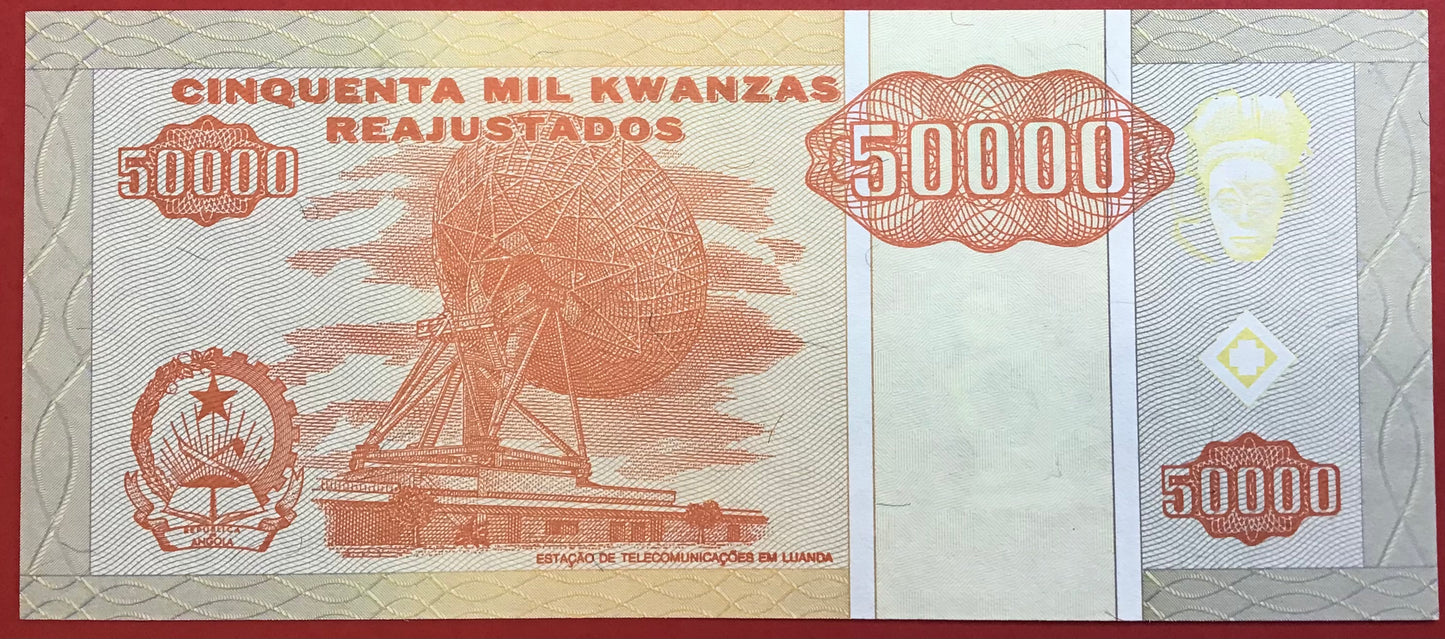 CINQUENTA MIL KWANZAS
REAJUSTADOS
50000
50000
50000
REPÚBLICA
ANGOLA
ESTAÇÃO DE TELECOMUNICAÇÕES EM LUANDA